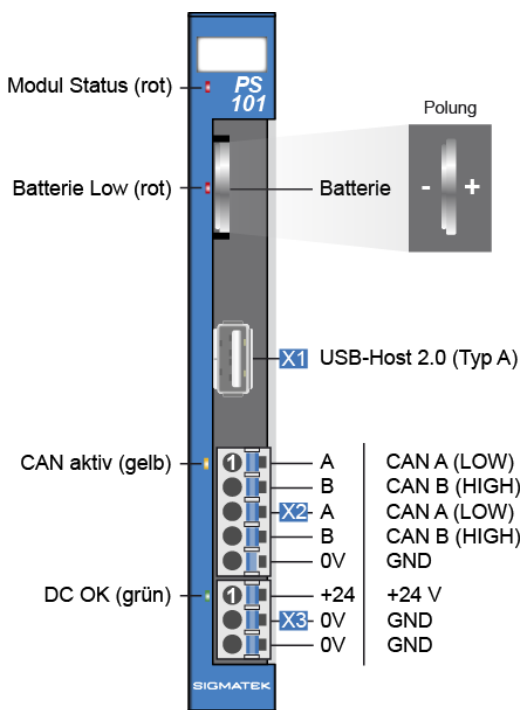 Modul Status (rot)
PS
101
Polung
Batterie Low (rot)
Batterie
- +
X1 USB-Host 2.0 (Typ A)
CAN aktiv (gelb)
1 A CAN A (LOW)
B CAN B (HIGH)
X2 A CAN A (LOW)
B CAN B (HIGH)
0V GND
DC OK (grün)
1 +24 +24 V
X3 0V GND
0V GND
SIGMATEK